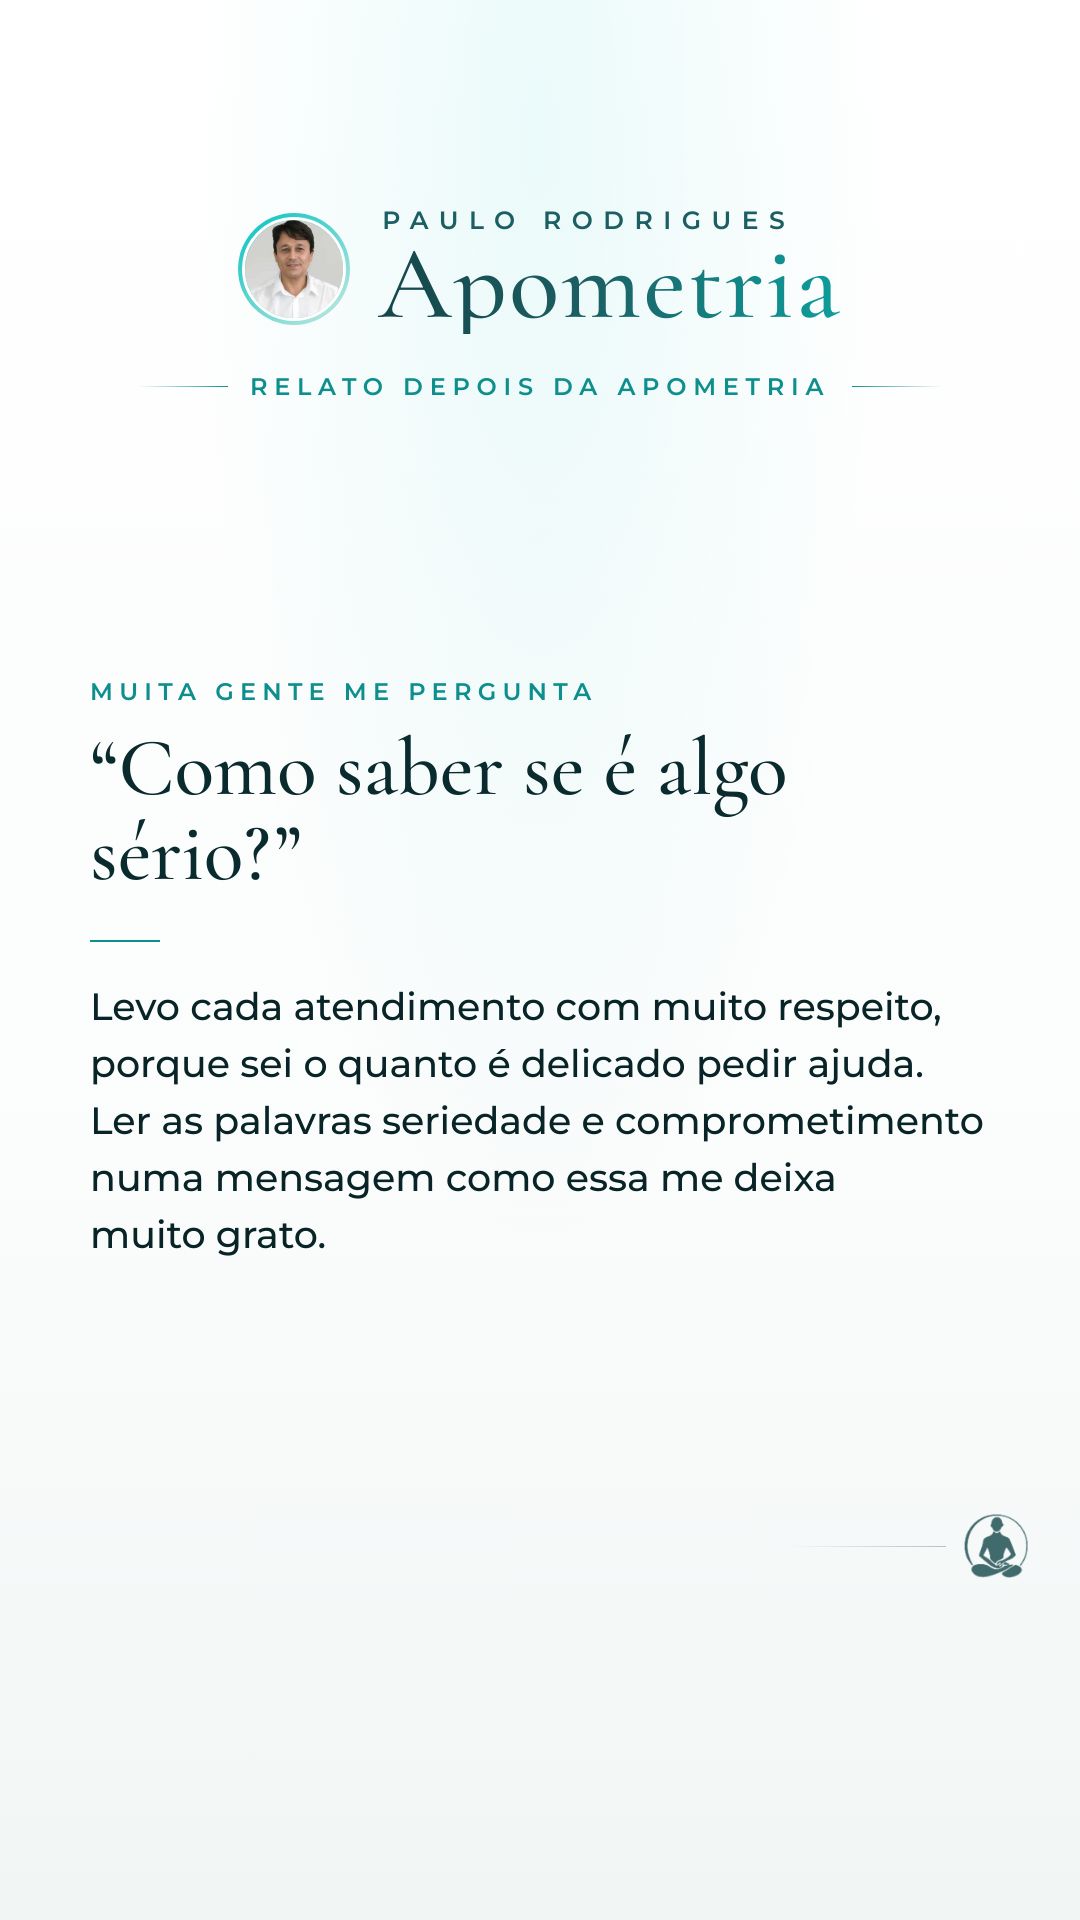 PAULO RODRIGUES
Apometria
RELATO DEPOIS DA APOMETRIA
MUITA GENTE ME PERGUNTA
“Como saber se é algo
sério?”
Levo cada atendimento com muito respeito,
porque sei o quanto é delicado pedir ajuda.
Ler as palavras seriedade e comprometimento
numa mensagem como essa me deixa
muito grato.